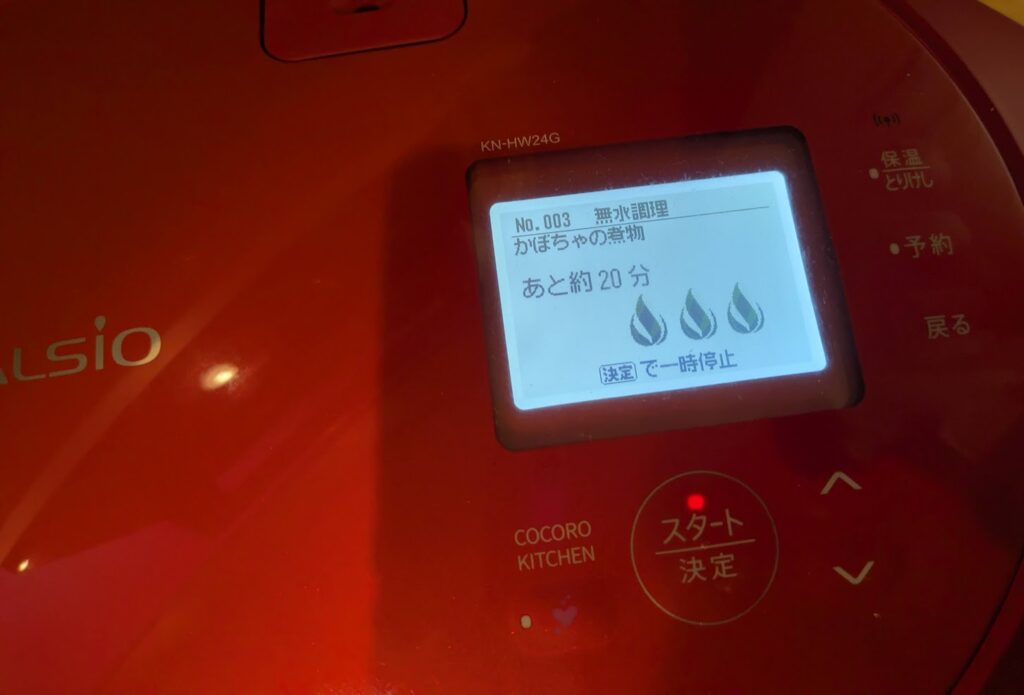 KN-HW24G
No.003 無水調理
かぼちゃの煮物
あと約20分
決定で一時停止
保温
とりけし
予約
戻る
LSiO
COCORO
KITCHEN
スタート
決定